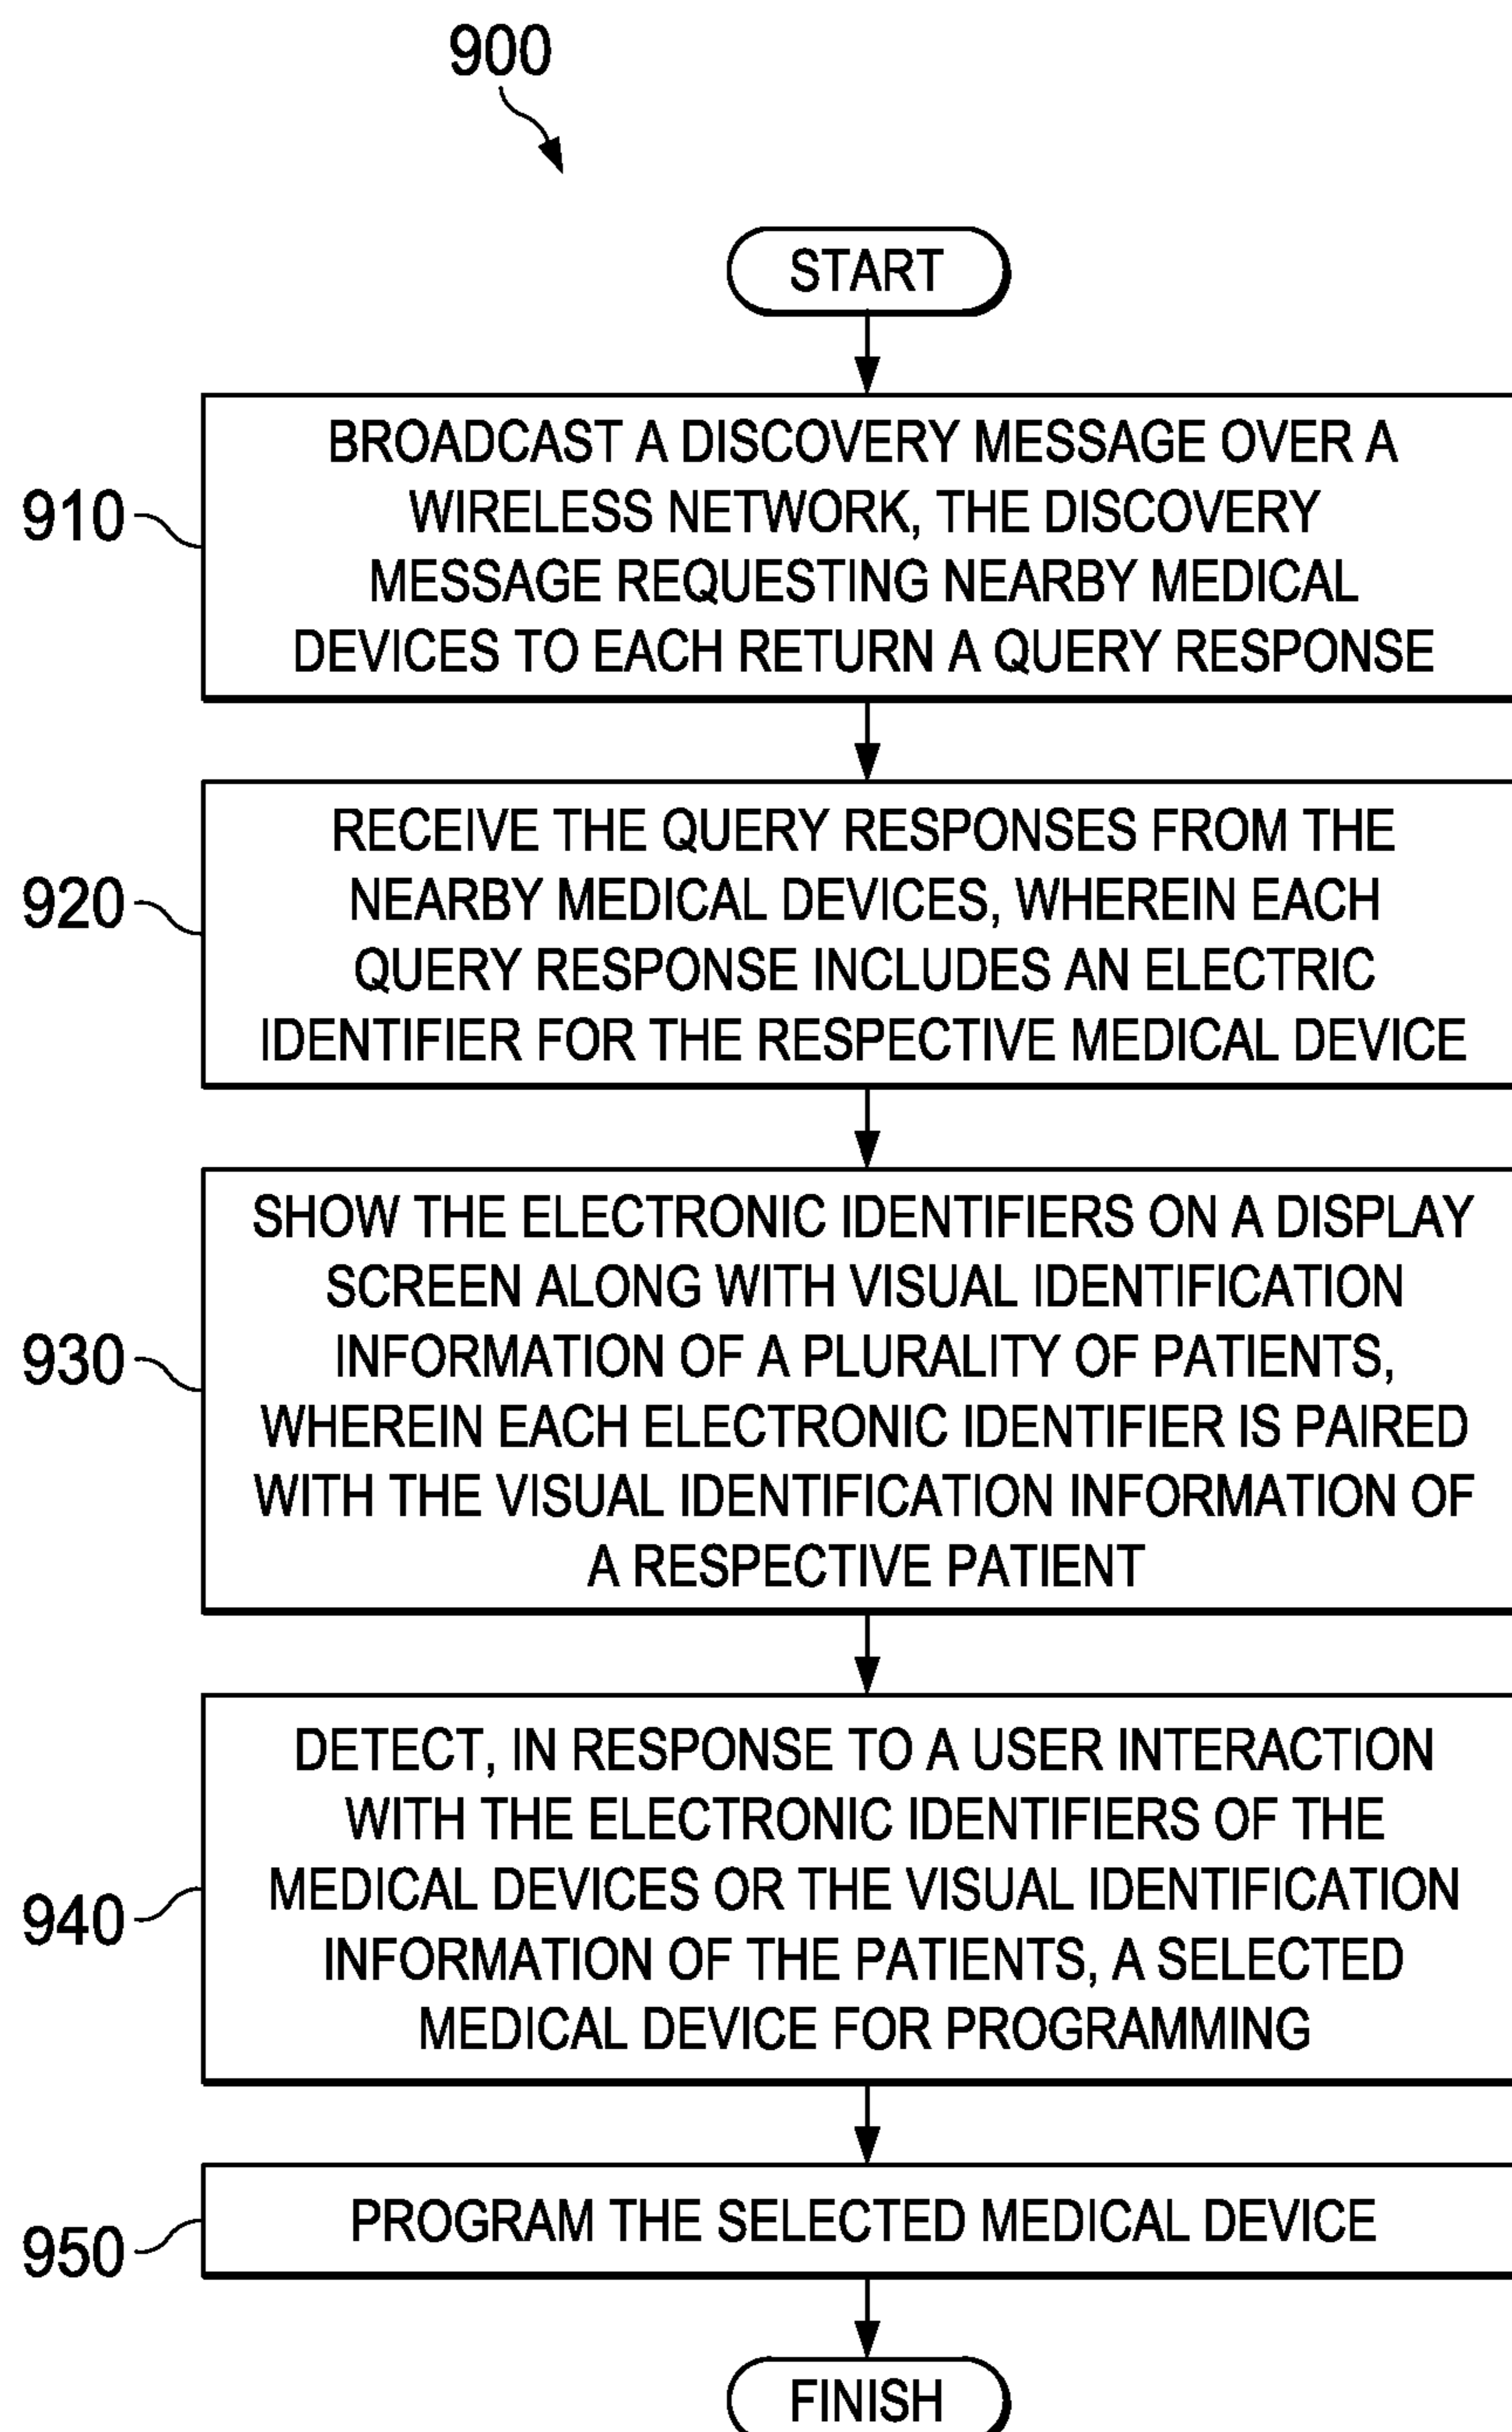 900
START
910
BROADCAST A DISCOVERY MESSAGE OVER A
WIRELESS NETWORK, THE DISCOVERY
MESSAGE REQUESTING NEARBY MEDICAL
DEVICES TO EACH RETURN A QUERY RESPONSE
920
RECEIVE THE QUERY RESPONSES FROM THE
NEARBY MEDICAL DEVICES, WHEREIN EACH
QUERY RESPONSE INCLUDES AN ELECTRIC
IDENTIFIER FOR THE RESPECTIVE MEDICAL DEVICE
930
SHOW THE ELECTRONIC IDENTIFIERS ON A DISPLAY
SCREEN ALONG WITH VISUAL IDENTIFICATION
INFORMATION OF A PLURALITY OF PATIENTS,
WHEREIN EACH ELECTRONIC IDENTIFIER IS PAIRED
WITH THE VISUAL IDENTIFICATION INFORMATION OF
A RESPECTIVE PATIENT
940
DETECT, IN RESPONSE TO A USER INTERACTION
WITH THE ELECTRONIC IDENTIFIERS OF THE
MEDICAL DEVICES OR THE VISUAL IDENTIFICATION
INFORMATION OF THE PATIENTS, A SELECTED
MEDICAL DEVICE FOR PROGRAMMING
950
PROGRAM THE SELECTED MEDICAL DEVICE
FINISH